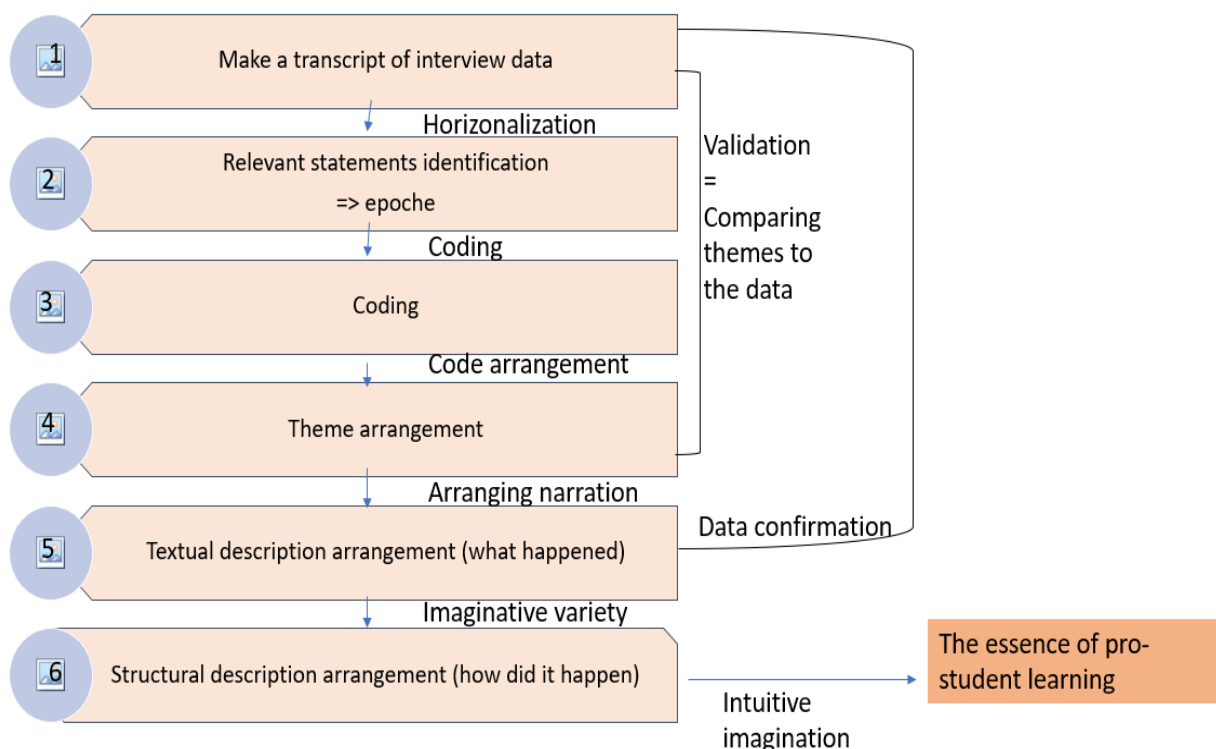 1
Make a transcript of interview data
Horizonalization
2
Relevant statements identification
=> epoche
Coding
3
Coding
Code arrangement
4
Theme arrangement
Arranging narration
5
Textual description arrangement (what happened)
Imaginative variety
6
Structural description arrangement (how did it happen)
Validation
=
Comparing
themes to
the data
Data confirmation
Intuitive
imagination
The essence of pro-
student learning